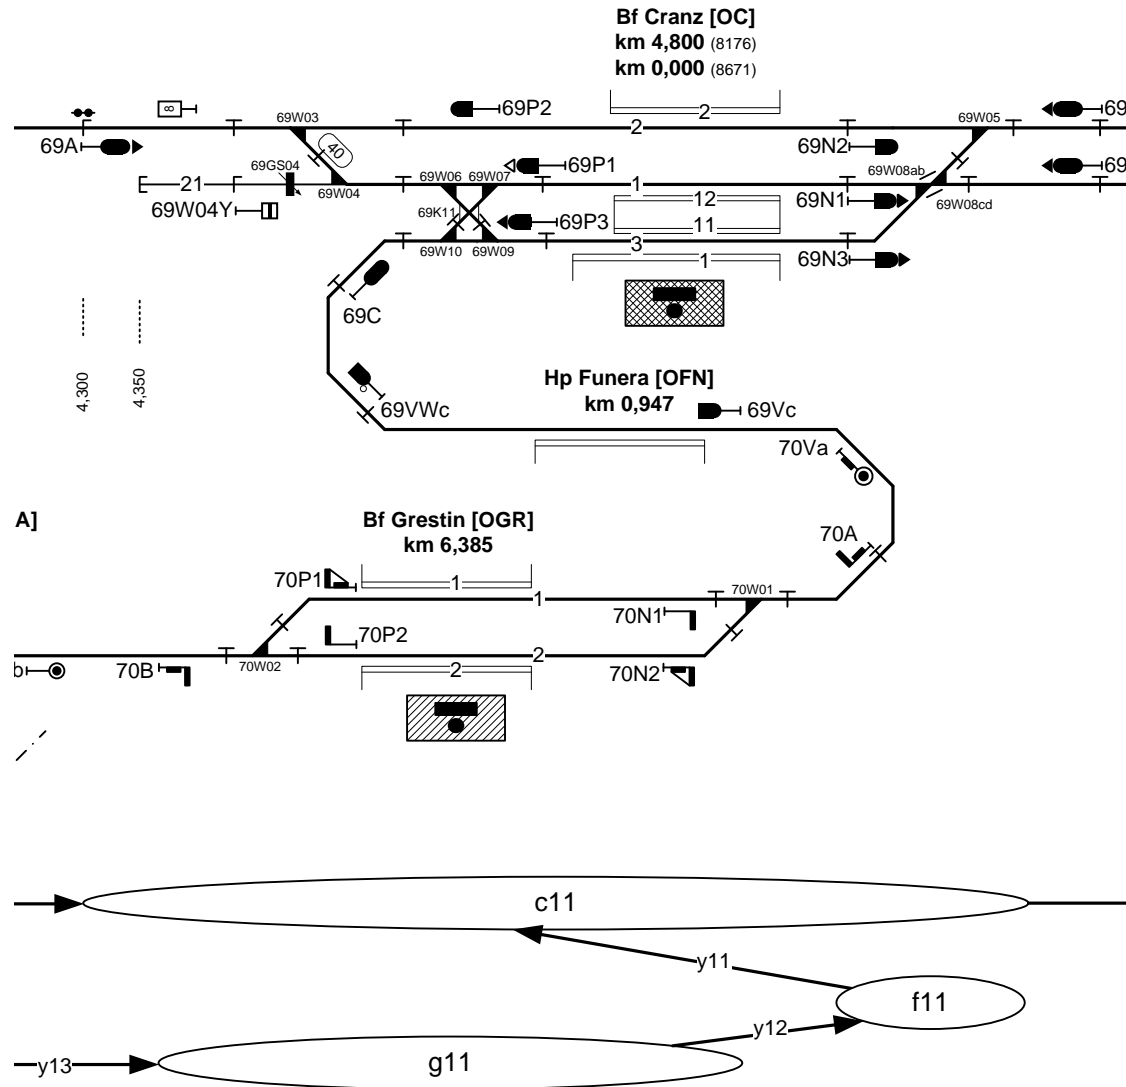 Bf Cranz [OC]
km 4,800 (8176)
km 0,000 (8671)
8
69P2
2
69
69W03
69W05
69A
2
69N2
40
69GS04
69P1
69W08ab
69
21
69W04
69W06
69W07
1
12
69N1
69W08cd
69W04Y
69K11
69P3
11
69W10
69W09
3
1
69N3
69C
4,300
4,350
Hp Funera [OFN]
km 0,947
69VWc
69Vc
70Va
A]
Bf Grestin [OGR]
km 6,385
70A
70P1
1
70W01
1
70N1
70P2
2
70W02
b
70B
2
70N2
c11
y11
f11
y12
y13
g11